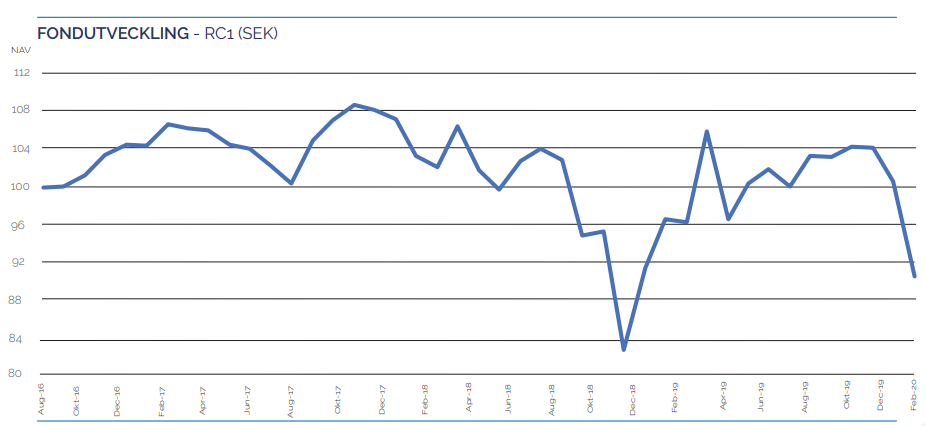 FONDUTVECKLING - RC1 (SEK)
NAV
112
108
104
100
96
92
88
84
80
Aug-16
Okt-16
Dec-16
Feb-17
Apr-17
Jun-17
Aug-17
Okt-17
Dec-17
Feb-18
Apr-18
Jun-18
Aug-18
Okt-18
Dec-18
Feb-19
Apr-19
Jun-19
Aug-19
Okt-19
Dec-19
Feb-20